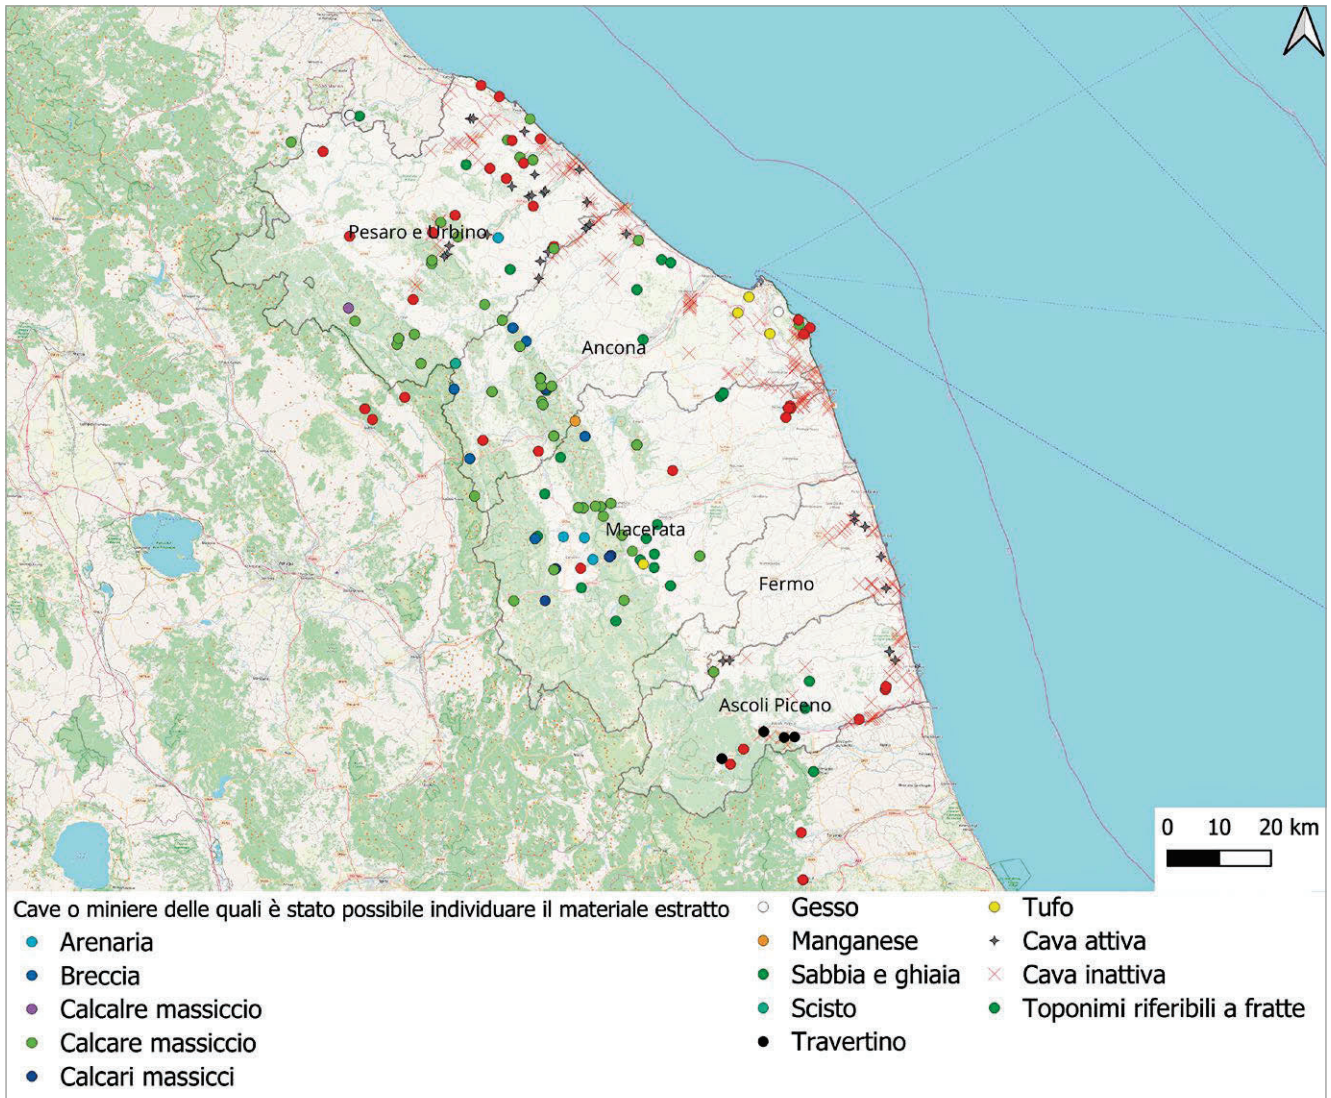 Pesaro e Urbino
Ancona
Macerata
Fermo
Ascoli Piceno
0 10 20 km
Cave o miniere delle quali è stato possibile individuare il materiale estratto
Arenaria
Breccia
Calcalre massiccio
Calcare massiccio
Calcari massicci
Gesso
Manganese
Sabbia e ghiaia
Scisto
Travertino
Tufo
Cava attiva
Cava inattiva
Toponimi riferibili a fratte